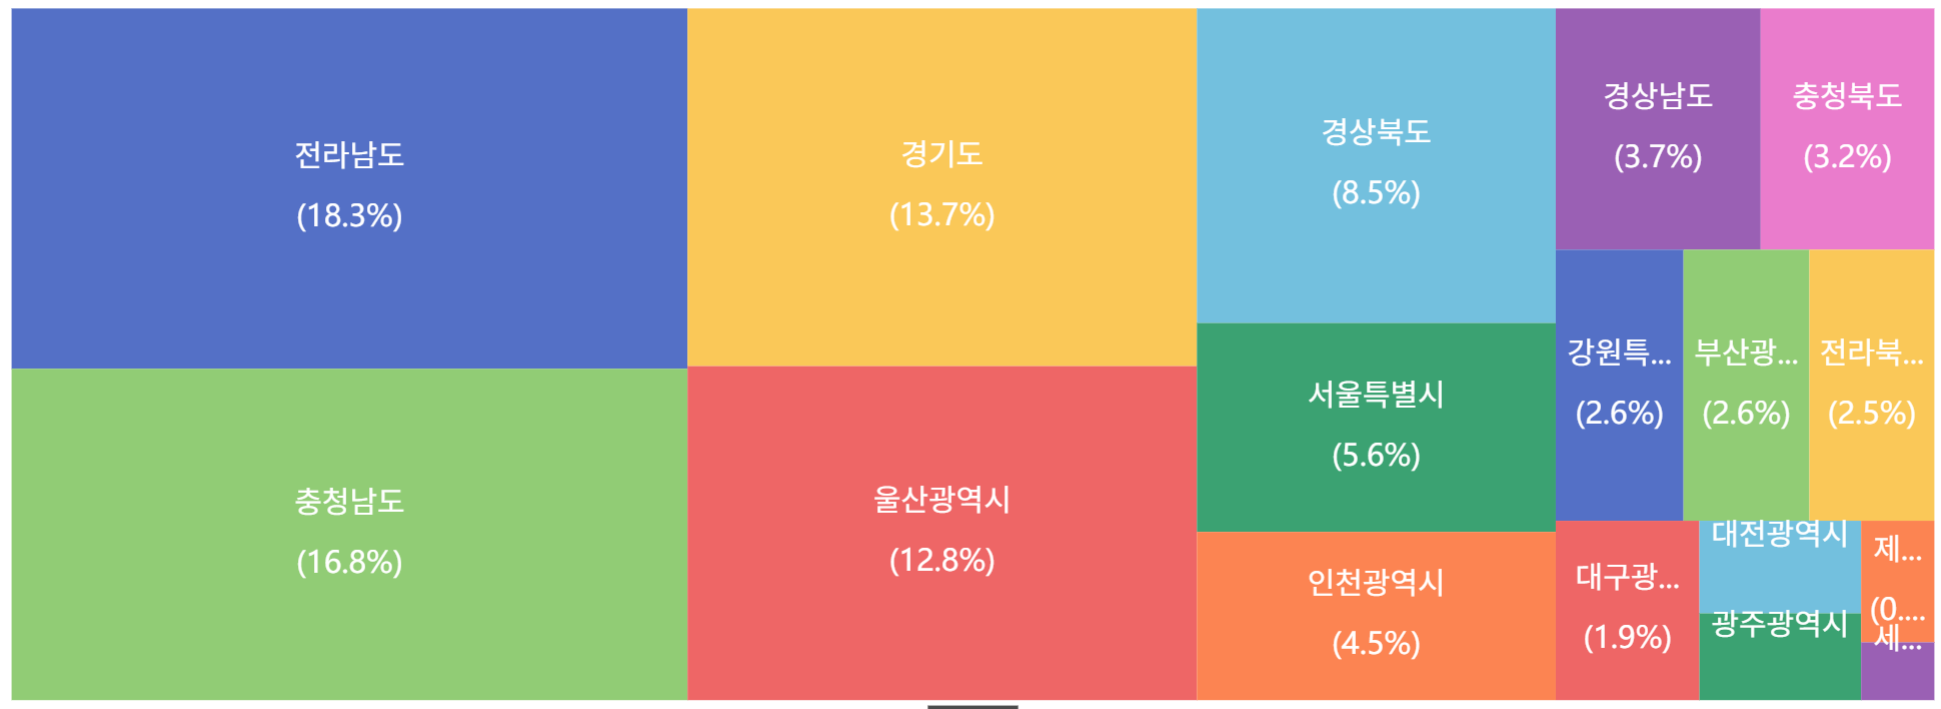 전라남도
(18.3%)
충청남도
(16.8%)
경기도
(13.7%)
울산광역시
(12.8%)
경상북도
(8.5%)
서울특별시
(5.6%)
인천광역시
(4.5%)
경상남도
(3.7%)
충청북도
(3.2%)
강원특...
(2.6%)
부산광...
(2.6%)
전라북...
(2.5%)
대구광...
(1.9%)
대전광역시
광주광역시
제...
(0....
세...